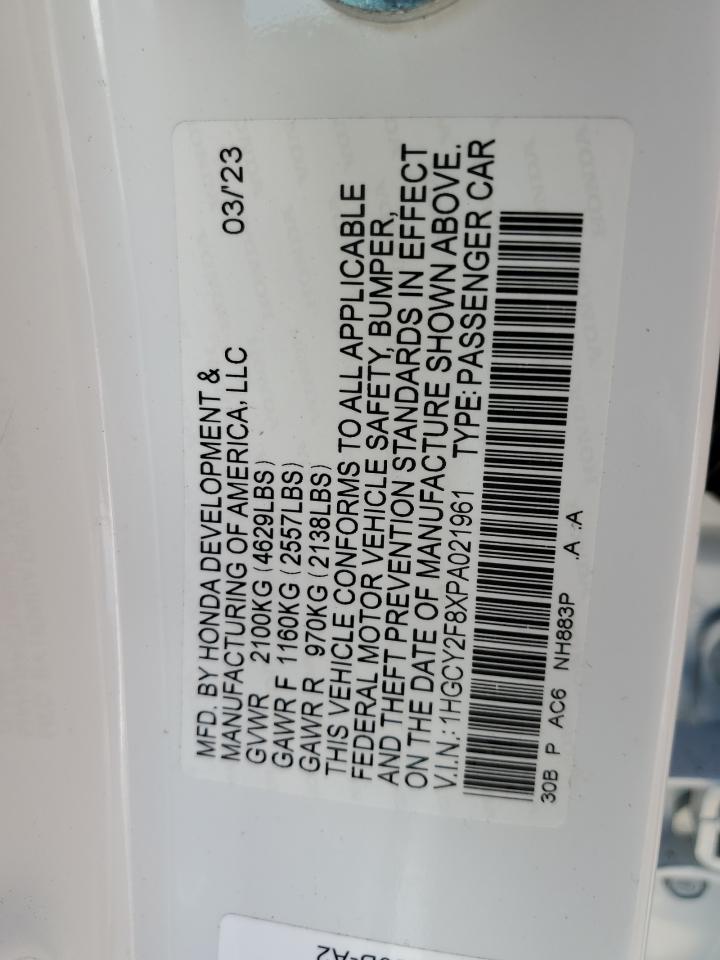 MFD. BY HONDA DEVELOPMENT &
MANUFACTURING OF AMERICA, LLC 03/'23
GVWR 2100KG (4629LBS)
GAWR F 1160KG (2557LBS)
GAWR R 970KG (2138LBS)
THIS VEHICLE CONFORMS TO ALL APPLICABLE
FEDERAL MOTOR VEHICLE SAFETY, BUMPER,
AND THEFT PREVENTION STANDARDS IN EFFECT
ON THE DATE OF MANUFACTURE SHOWN ABOVE.
V.I.N.: 1HGCY2F8XPA021961 TYPE: PASSENGER CAR
30B P AC6 NH883P .A :A